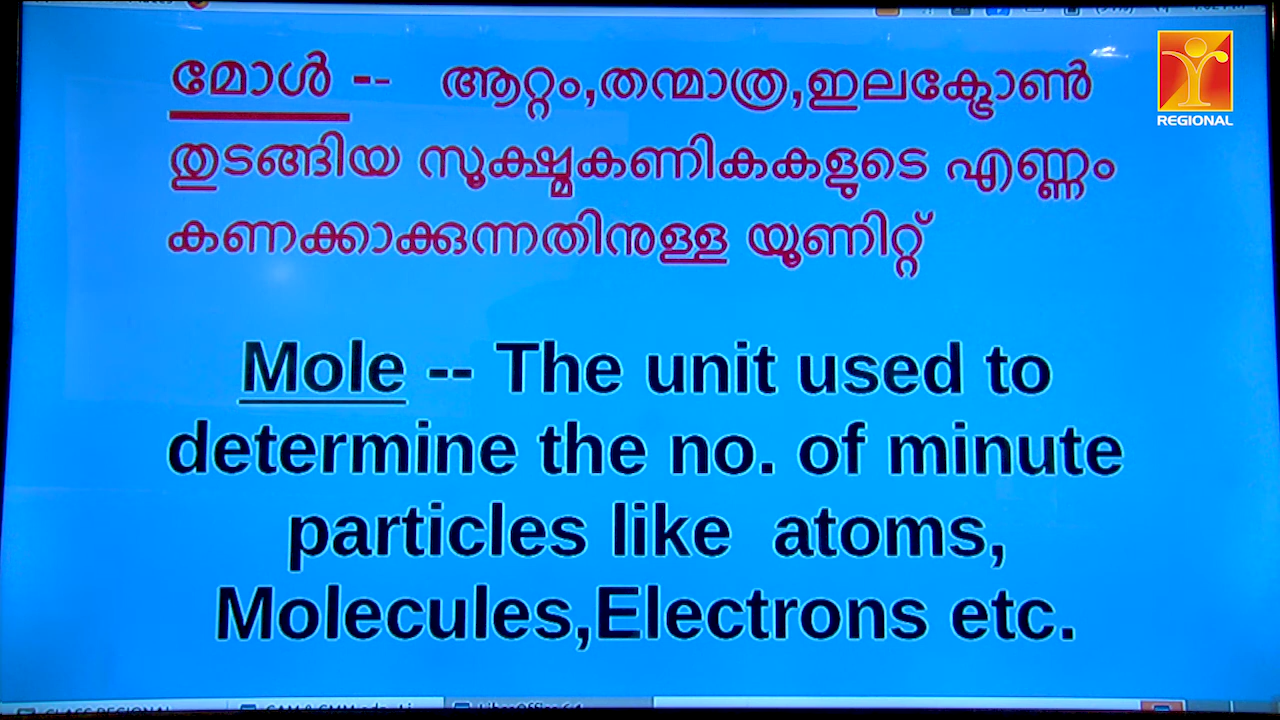 മോൾ -- ആറ്റം,തന്മാത്ര,ഇലക്ട്രോൺ
തുടങ്ങിയ സൂക്ഷ്മകണികകളുടെ എണ്ണം
കണക്കാക്കുന്നതിനുള്ള യൂണിറ്റ്
REGIONAL
Mole -- The unit used to
determine the no. of minute
particles like atoms,
Molecules,Electrons etc.